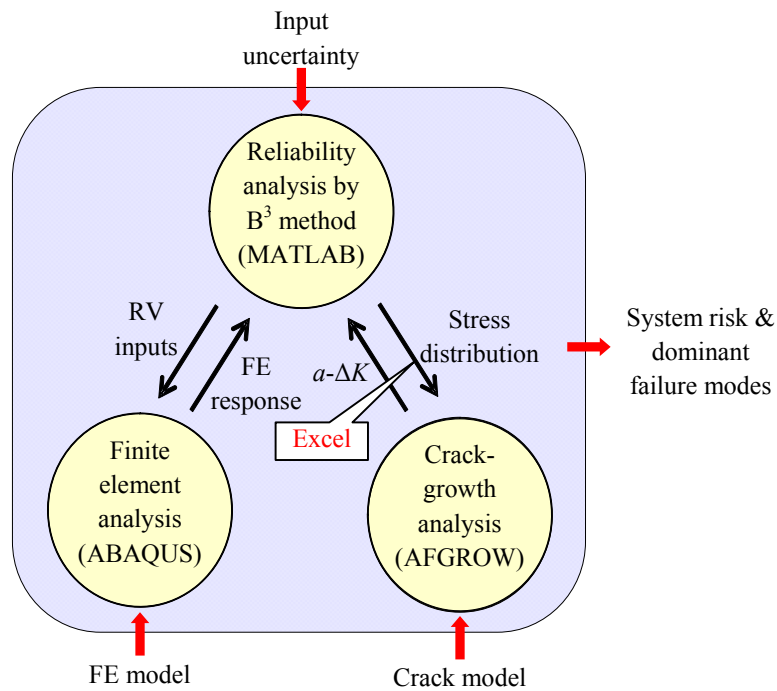 Input
uncertainty
Reliability
analysis by
B³ method
(MATLAB)
RV
inputs
FE
response
a-ΔK
Stress
distribution
Excel
System risk &
dominant
failure modes
Finite
element
analysis
(ABAQUS)
Crack-
growth
analysis
(AFGROW)
FE model
Crack model